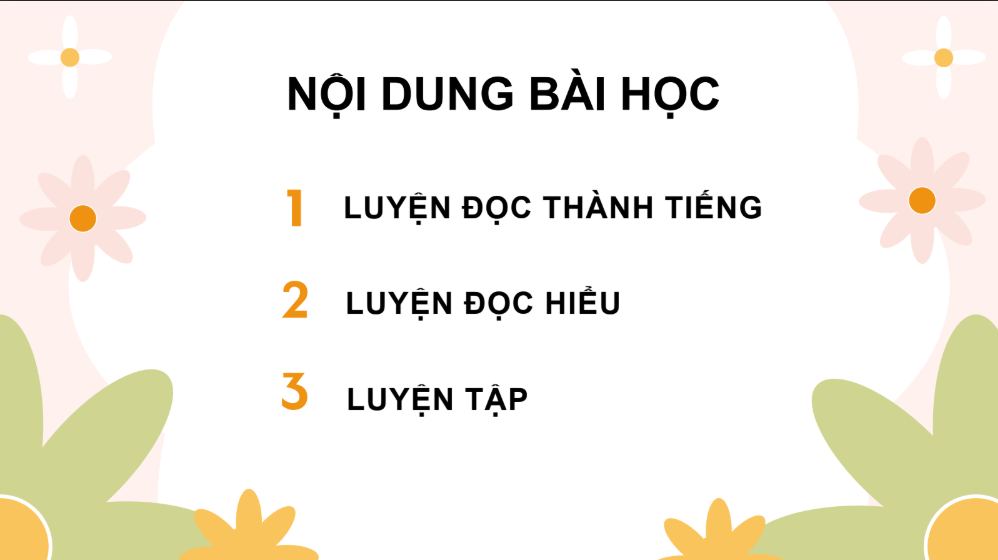 NỘI DUNG BÀI HỌC
1 LUYỆN ĐỌC THÀNH TIẾNG
2 LUYỆN ĐỌC HIỂU
3 LUYỆN TẬP